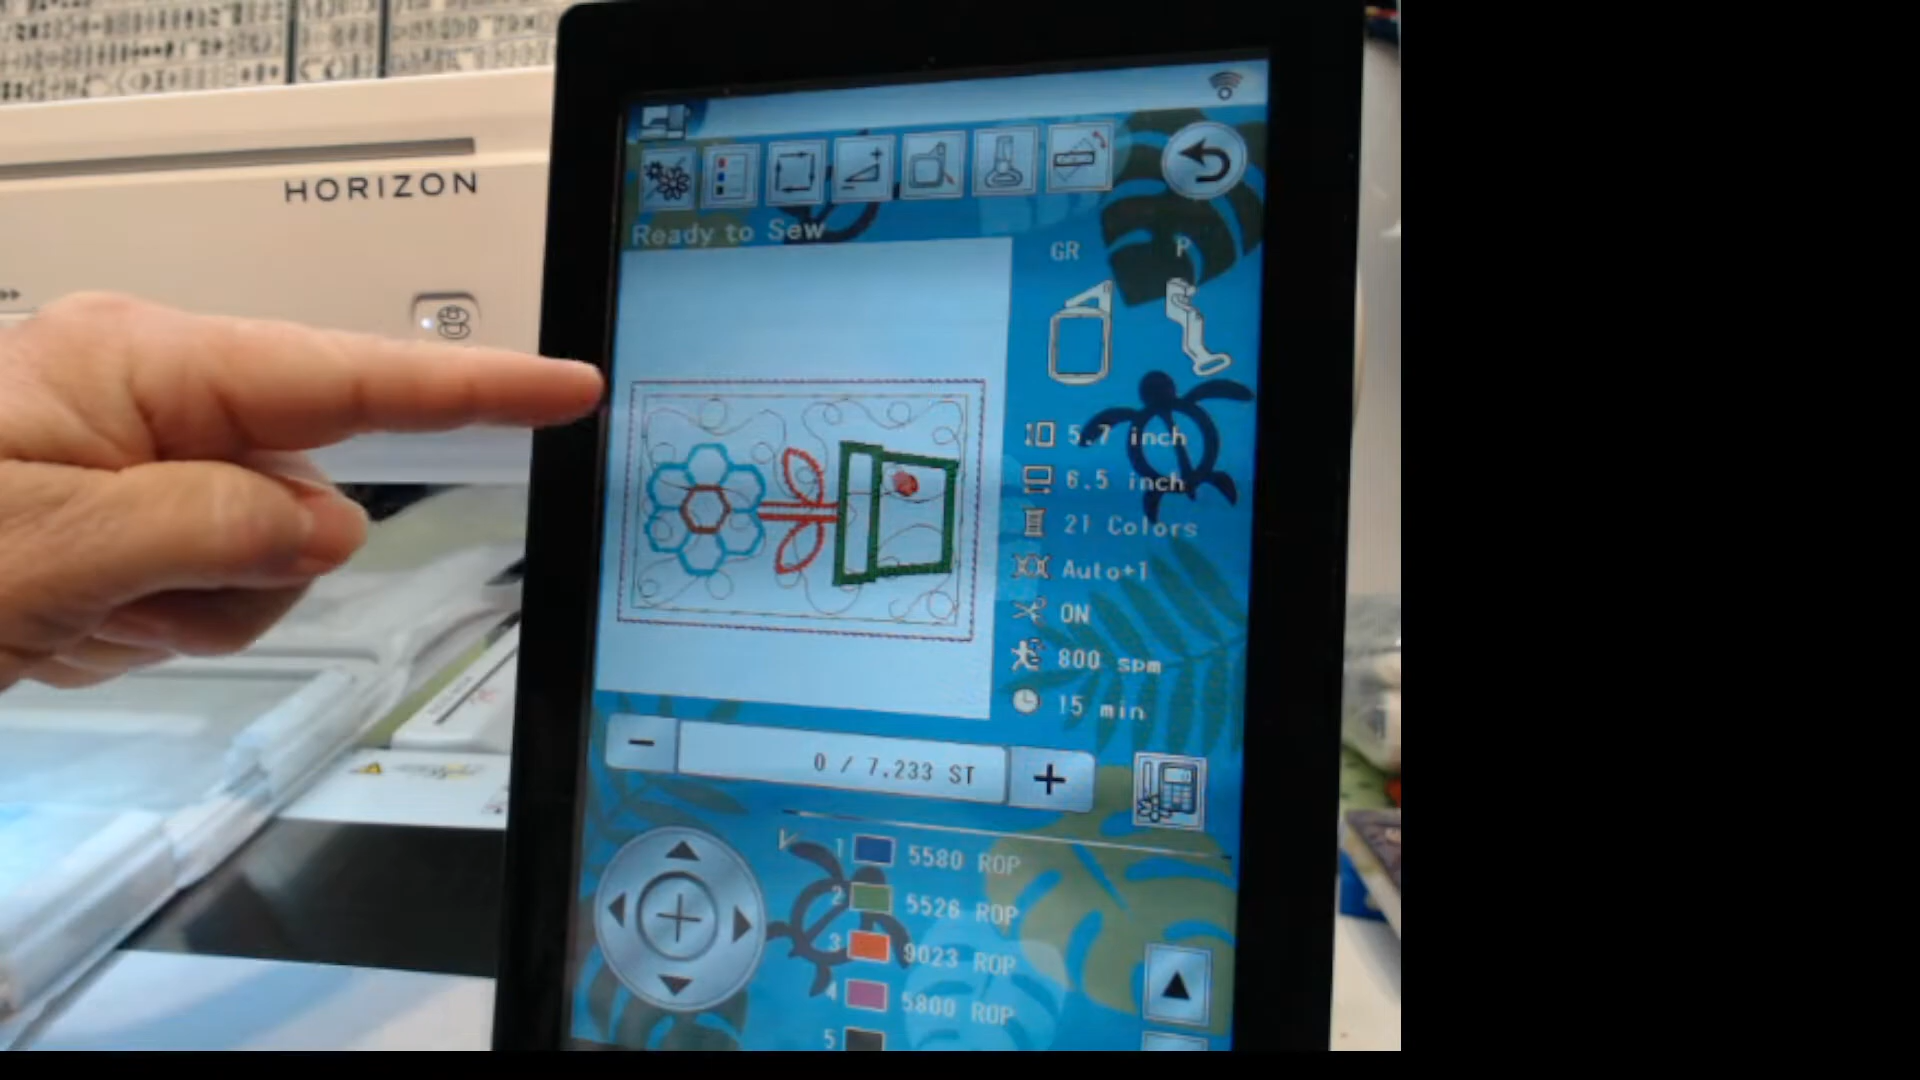 HORIZON
Ready to Sew
GR
P
5.7 inch
6.5 inch
21 Colors
Auto+1
ON
800 spm
15 min
− 0 / 7.233 ST +
1 5580 ROP
2 5526 ROP
3 9023 ROP
4 5800 ROP
5